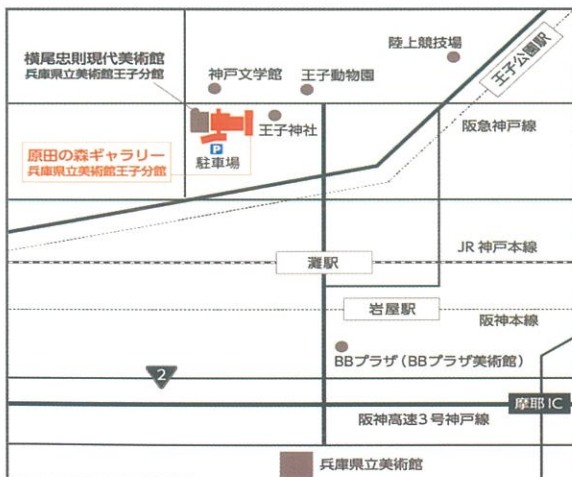 陸上競技場
王子公園駅
横尾忠則現代美術館
兵庫県立美術館王子分館
神戸文学館
王子動物園
王子神社
阪急神戸線
原田の森ギャラリー
兵庫県立美術館王子分館
P
駐車場
JR 神戸本線
灘駅
岩屋駅
阪神本線
BBプラザ(BBプラザ美術館)
2
摩耶 IC
阪神高速3号神戸線
兵庫県立美術館